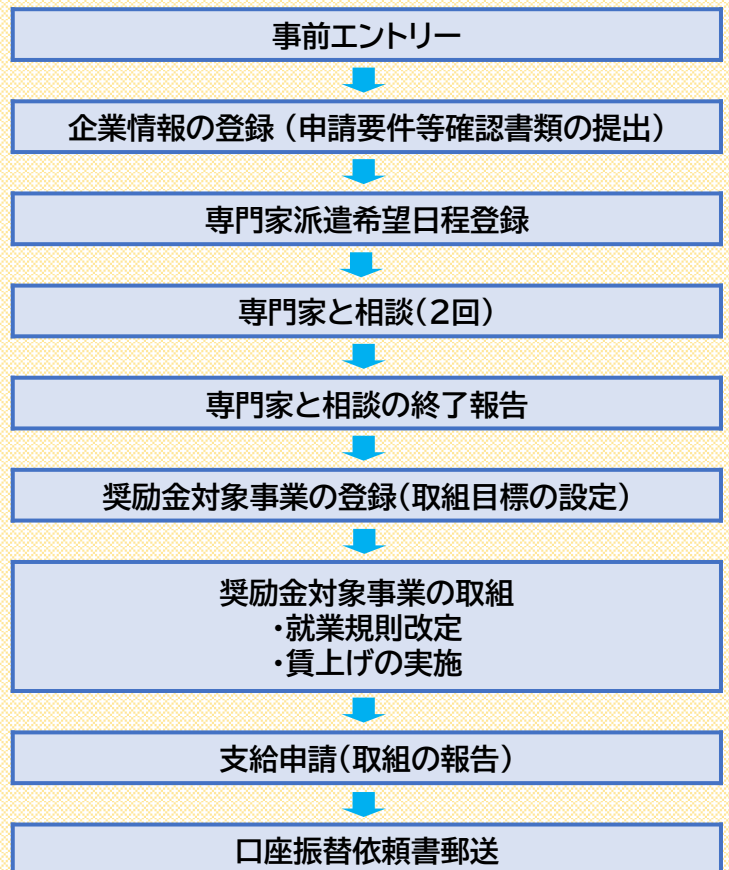 事前エントリー
企業情報の登録（申請要件等確認書類の提出）
専門家派遣希望日程登録
専門家と相談（２回）
専門家と相談の終了報告
奨励金対象事業の登録（取組目標の設定）
奨励金対象事業の取組
・就業規則改定
・賃上げの実施
支給申請（取組の報告）
口座振替依頼書郵送